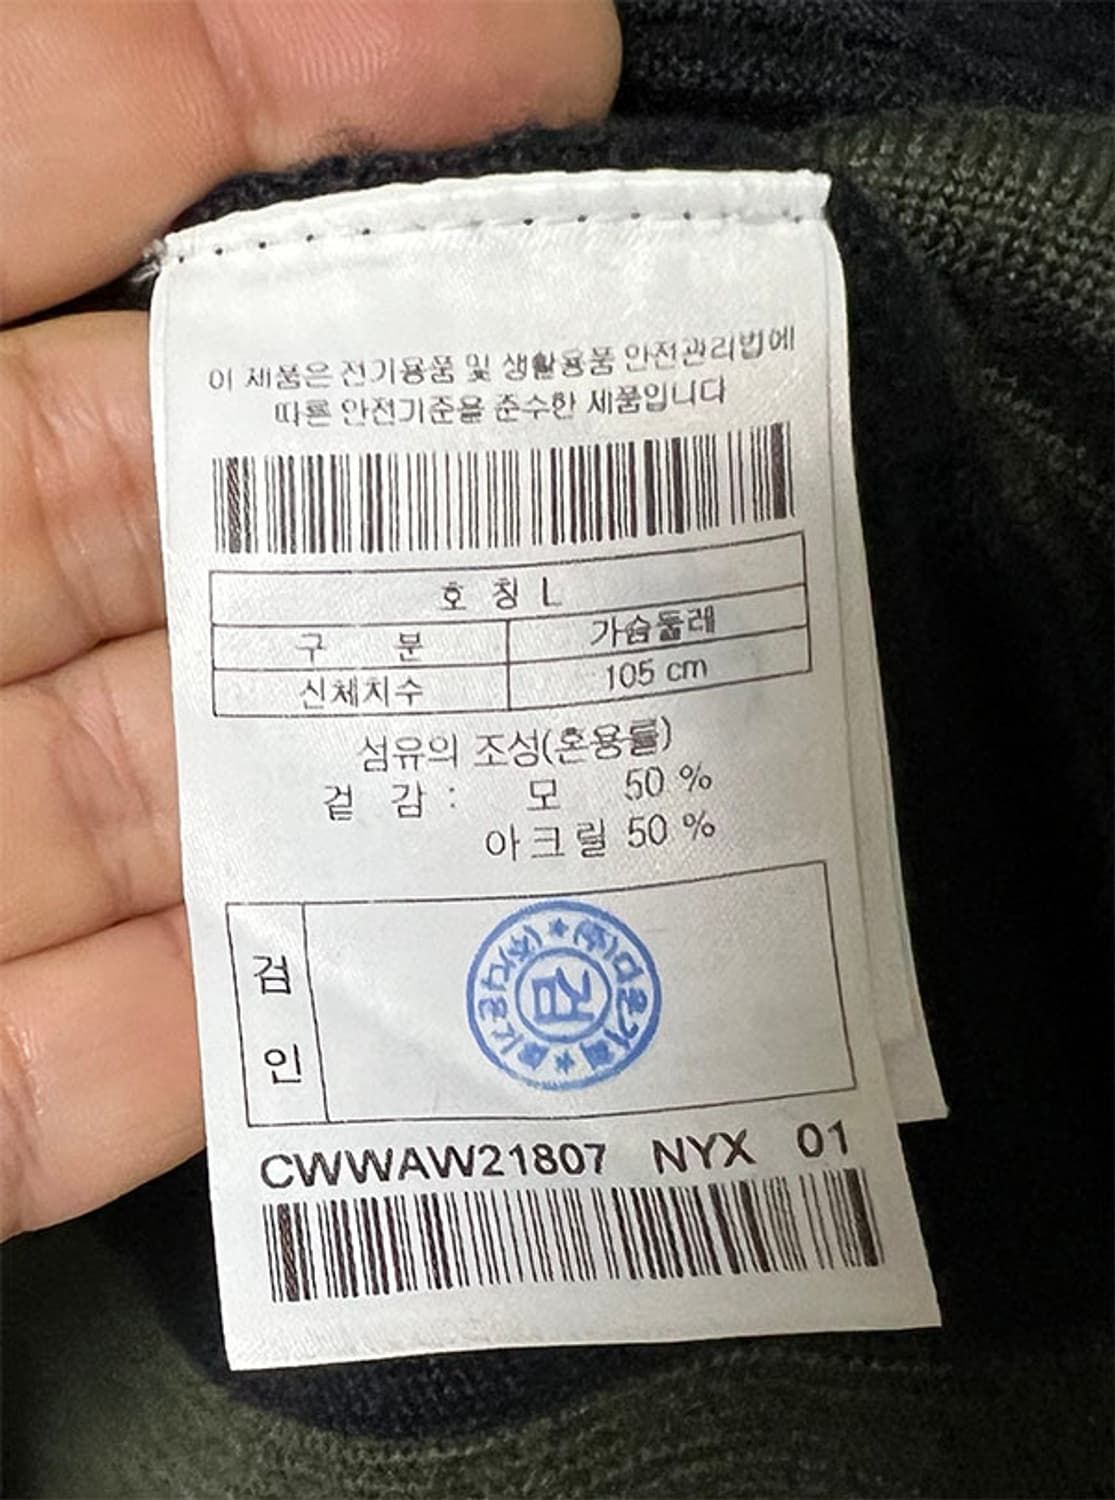 이 제품은 전기용품 및 생활용품 안전관리법에
따른 안전기준을 준수한 제품입니다
호 칭 L
구 분 가슴둘레
신체치수 105 cm
섬유의 조성(혼용률)
겉 감 : 모 50 %
아크릴 50 %
검
인
검
CWWAW21807 NYX 01